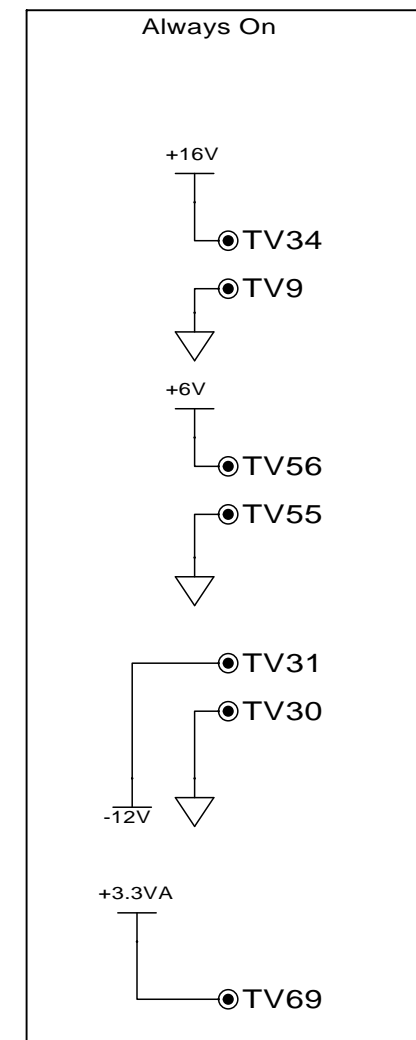 Always On
+16V
TV34
TV9
+6V
TV56
TV55
TV31
TV30
-12V
+3.3VA
TV69